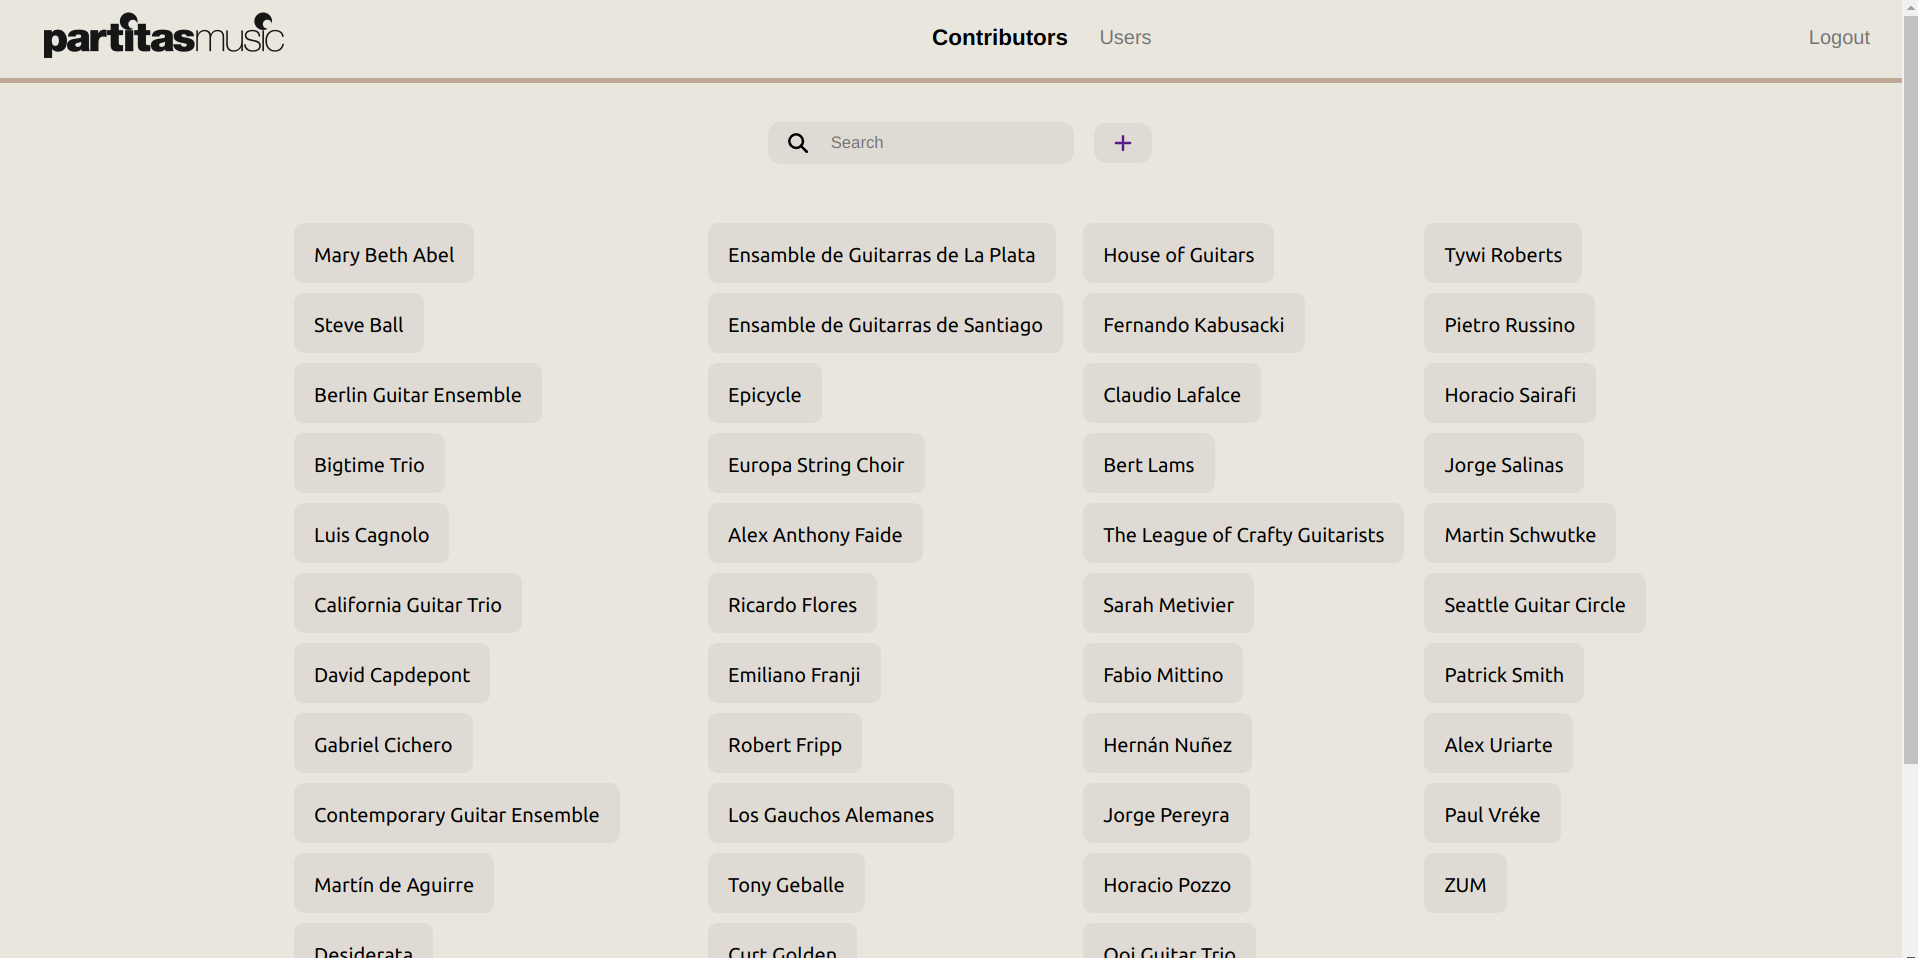 partitasmusic
Contributors
Users
Logout
Search
Mary Beth Abel
Steve Ball
Berlin Guitar Ensemble
Bigtime Trio
Luis Cagnolo
California Guitar Trio
David Capdepont
Gabriel Cichero
Contemporary Guitar Ensemble
Martín de Aguirre
Desiderata
Ensamble de Guitarras de La Plata
Ensamble de Guitarras de Santiago
Epicycle
Europa String Choir
Alex Anthony Faide
Ricardo Flores
Emiliano Franji
Robert Fripp
Los Gauchos Alemanes
Tony Geballe
Curt Golden
House of Guitars
Fernando Kabusacki
Claudio Lafalce
Bert Lams
The League of Crafty Guitarists
Sarah Metivier
Fabio Mittino
Hernán Nuñez
Jorge Pereyra
Horacio Pozzo
Guitar Trio
Tywi Roberts
Pietro Russino
Horacio Sairafi
Jorge Salinas
Martin Schwutke
Seattle Guitar Circle
Patrick Smith
Alex Uriarte
Paul Vréke
ZUM